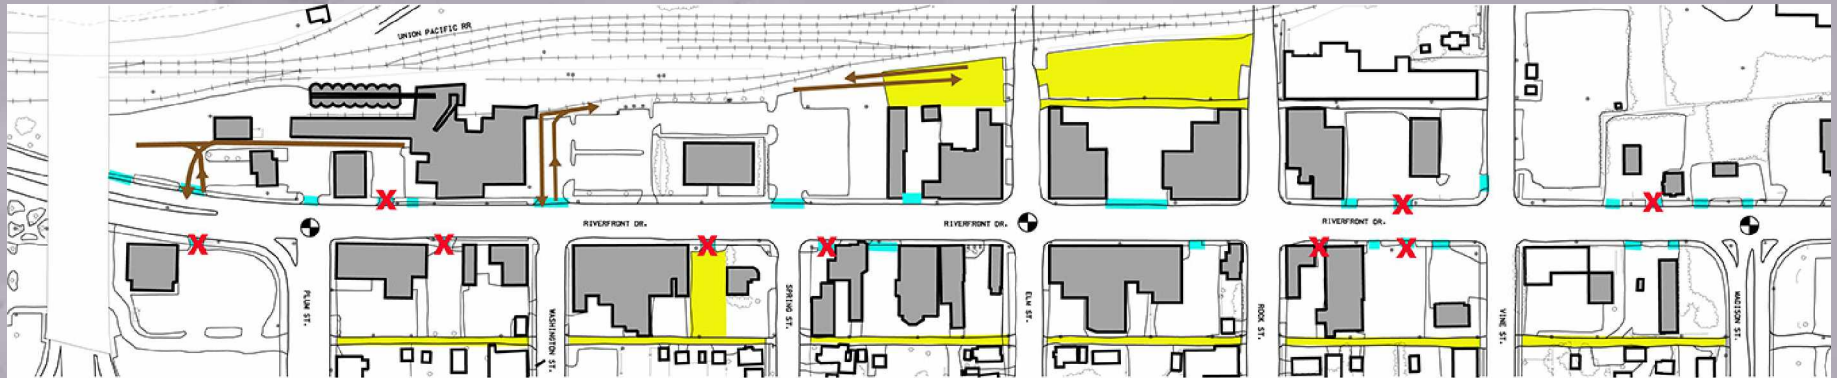 UNION PACIFIC RR
RIVERFRONT DR.
RIVERFRONT DR.
RIVERFRONT DR.
X
X
X
X
X
X
X
X
X
PLUM ST.
WASHINGTON ST.
SPRING ST.
ELM ST.
ROCK ST.
VINE ST.
MADISON ST.